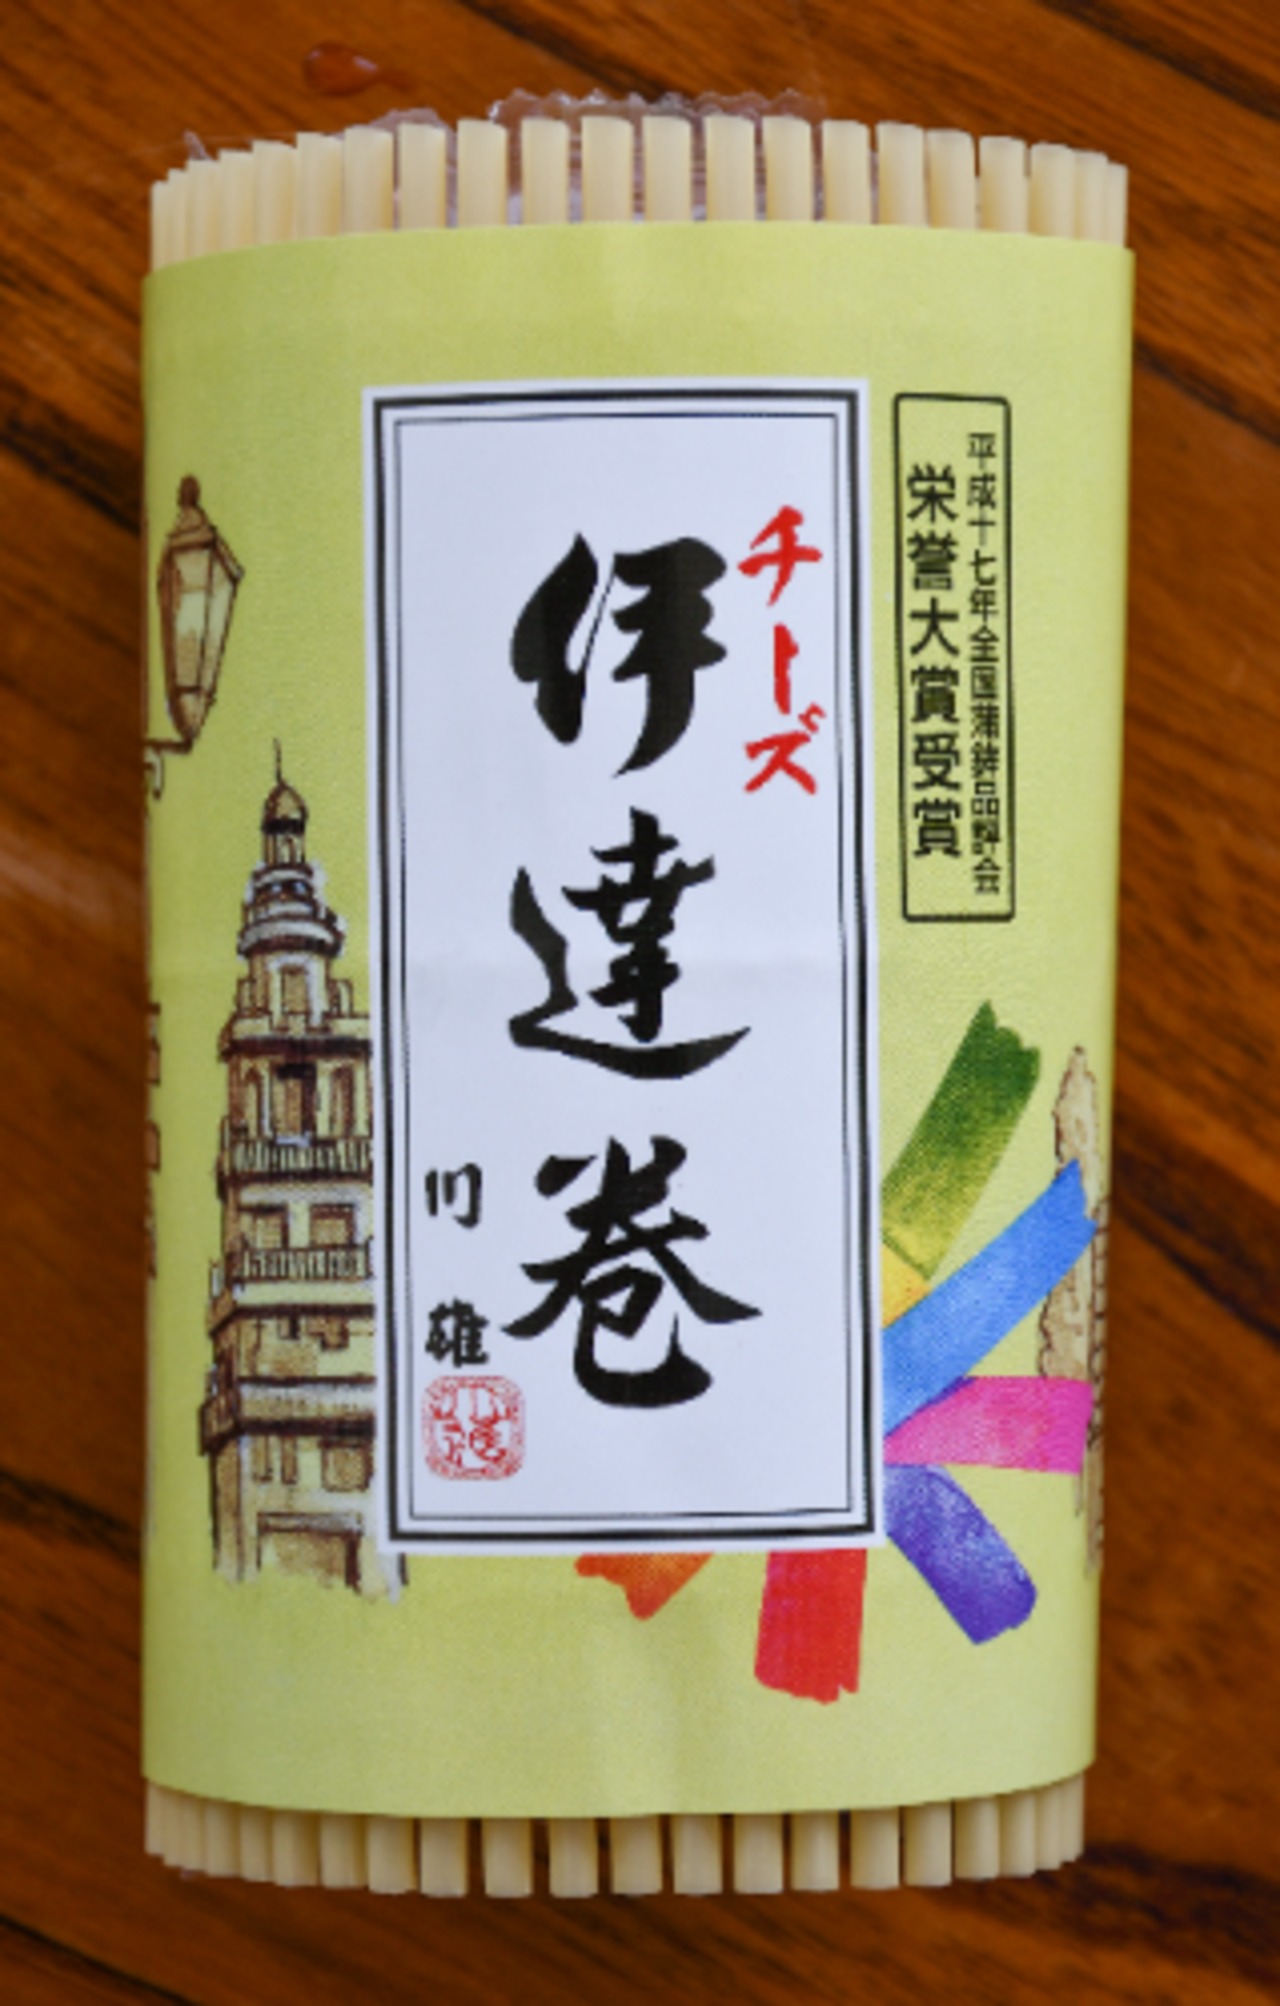 平成十七年全国蒲鉾品評会
栄誉大賞受賞
チーズ
伊達巻
川雄